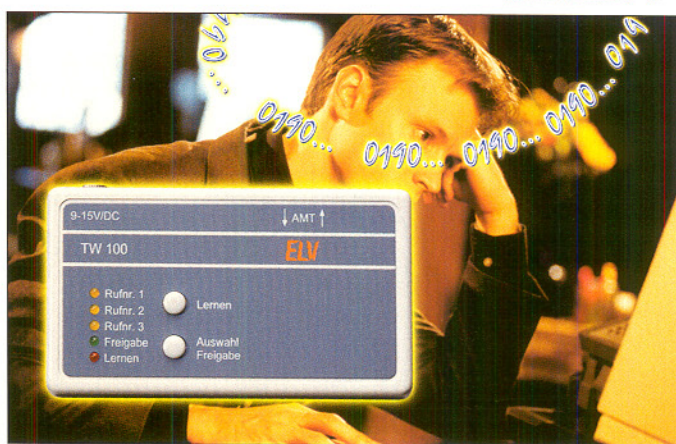 ...0190... 0190... 0190... 0190... 0190... 019
9-15V/DC ↓ AMT ↑
TW 100 ELV
Rufnr. 1
Rufnr. 2
Rufnr. 3
Freigabe
Lernen
Lernen
Auswahl
Freigabe